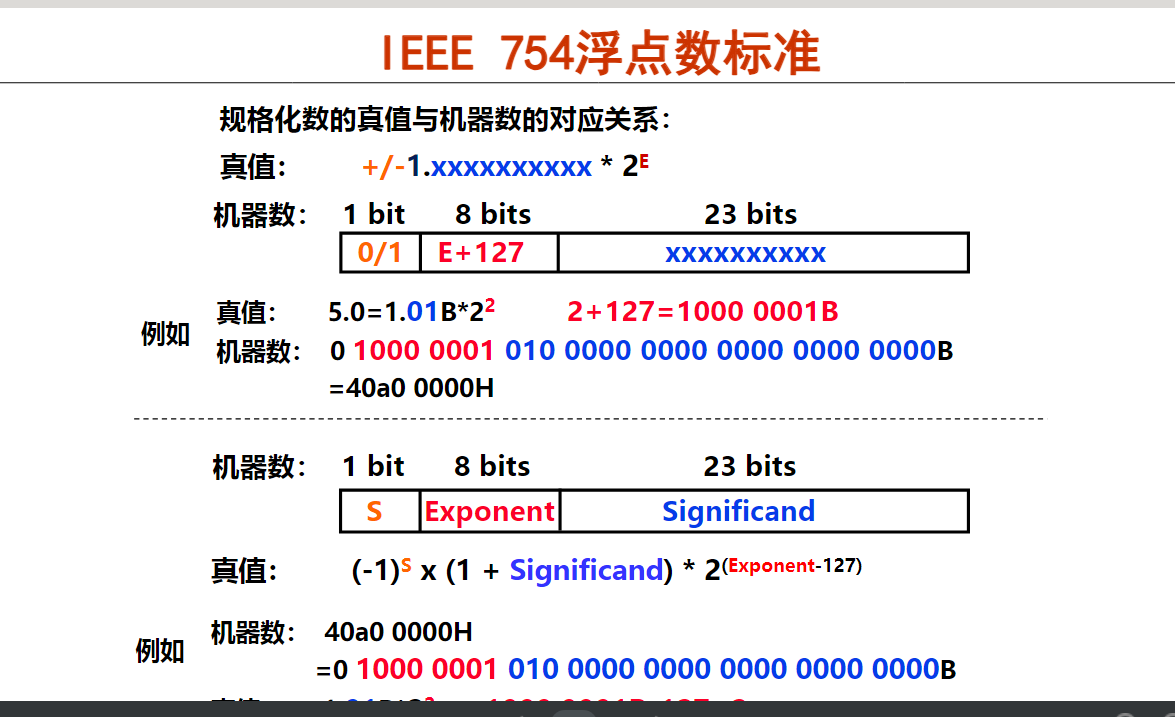 IEEE 754浮点数标准
规格化数的真值与机器数的对应关系：
真值： +/-1.xxxxxxxxxx * 2E
机器数： 1 bit 8 bits 23 bits
0/1 E+127 xxxxxxxxxx
例如
真值： 5.0=1.01B*22 2+127=1000 0001B
机器数： 0 1000 0001 010 0000 0000 0000 0000 0000B
=40a0 0000H
机器数： 1 bit 8 bits 23 bits
S Exponent Significand
真值： (-1)S x (1 + Significand) * 2(Exponent-127)
例如
机器数： 40a0 0000H
=0 1000 0001 010 0000 0000 0000 0000 0000B